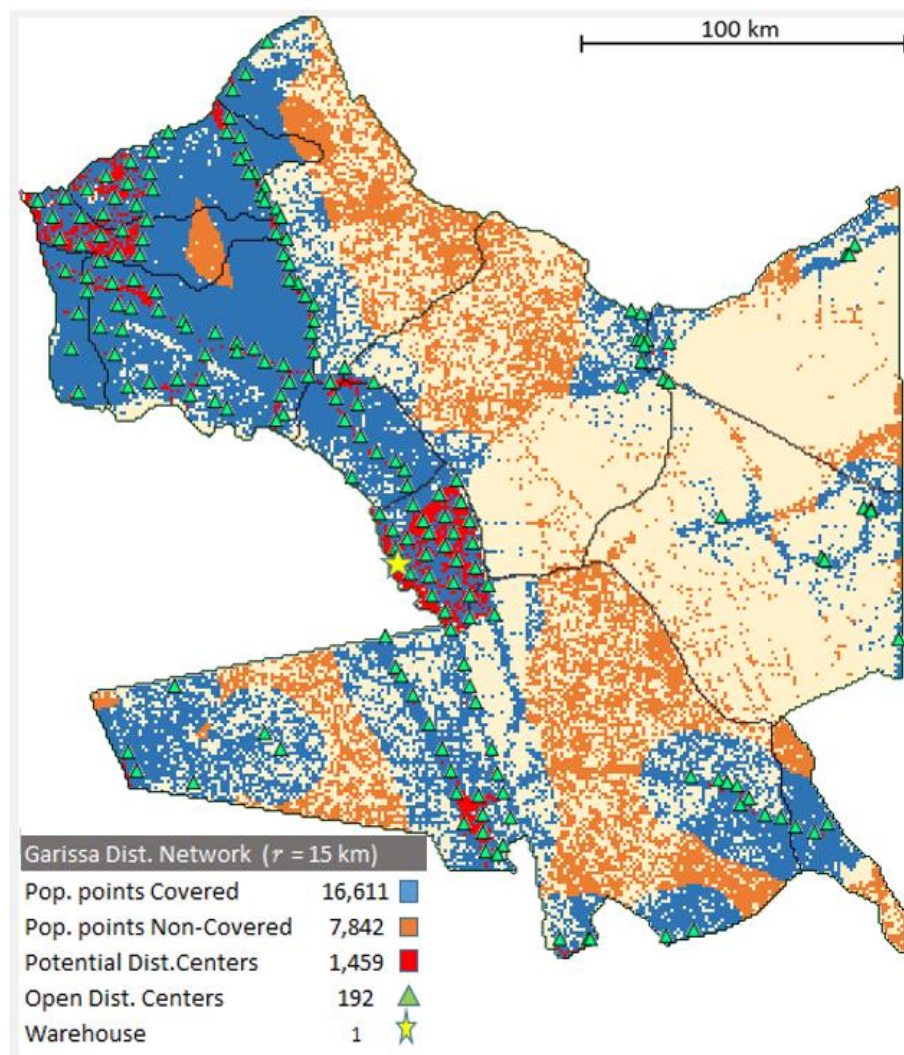 100 km
Garissa Dist. Network (r = 15 km)
Pop. points Covered 16,611
Pop. points Non-Covered 7,842
Potential Dist.Centers 1,459
Open Dist. Centers 192
Warehouse 1